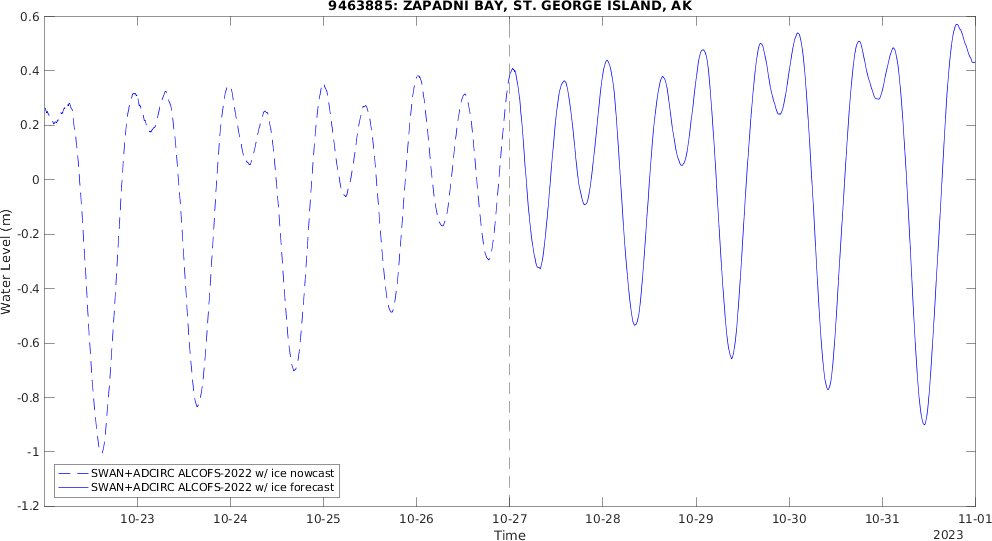 9463885: ZAPADNI BAY, ST. GEORGE ISLAND, AK
0.6
0.4
0.2
0
-0.2
-0.4
-0.6
-0.8
-1
-1.2
Water Level (m)
SWAN+ADCIRC ALCOFS-2022 w/ ice nowcast
SWAN+ADCIRC ALCOFS-2022 w/ ice forecast
10-23 10-24 10-25 10-26 10-27 10-28 10-29 10-30 10-31 11-01
Time
2023